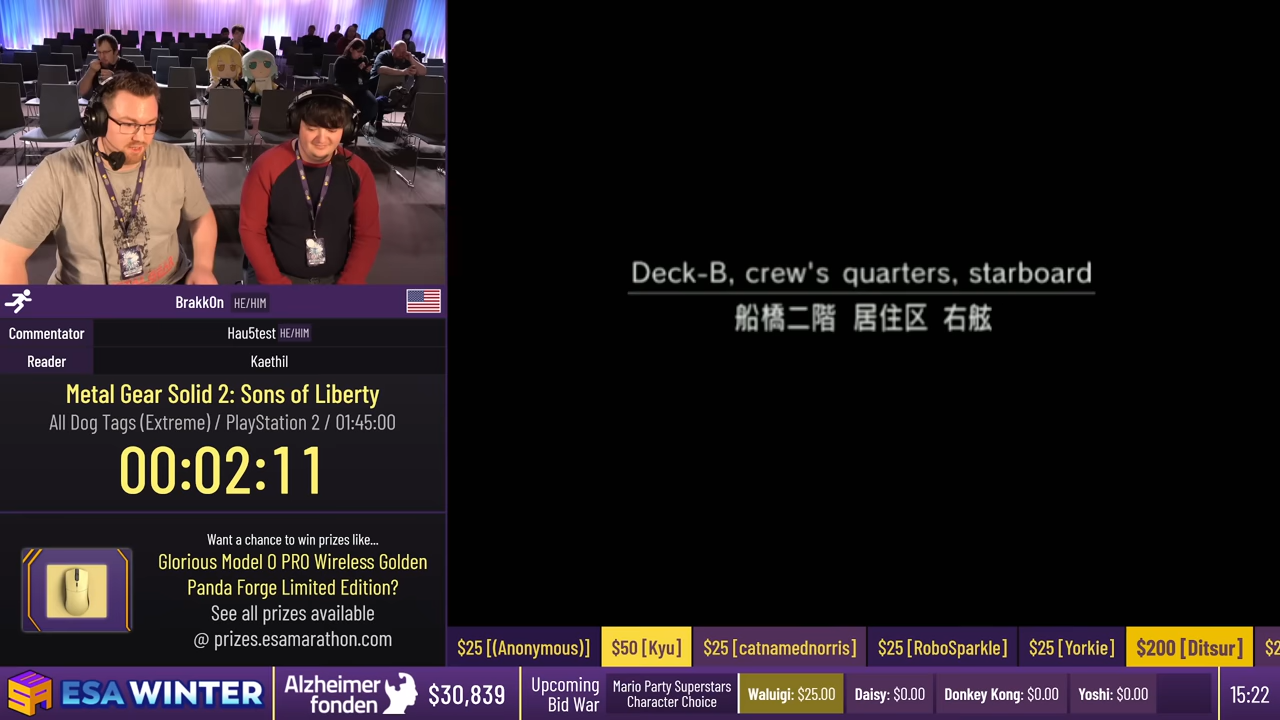 Deck-B, crew's quarters, starboard
船橋二階 居住区 右舷
BrakkOn HE/HIM
Commentator Hau5test HE/HIM
Reader Kaethil
Metal Gear Solid 2: Sons of Liberty
All Dog Tags (Extreme) / PlayStation 2 / 01:45:00
00:02:11
Want a chance to win prizes like...
Glorious Model O PRO Wireless Golden
Panda Forge Limited Edition?
See all prizes available
@ prizes.esamarathon.com
$25 [(Anonymous)] $50 [Kyu] $25 [catnamednorris] $25 [RoboSparkle] $25 [Yorkie] $200 [Ditsur]
ESA WINTER
Alzheimer
fonden
$30,839
Upcoming
Bid War
Mario Party Superstars
Character Choice
Waluigi: $25.00 Daisy: $0.00 Donkey Kong: $0.00 Yoshi: $0.00
15:22